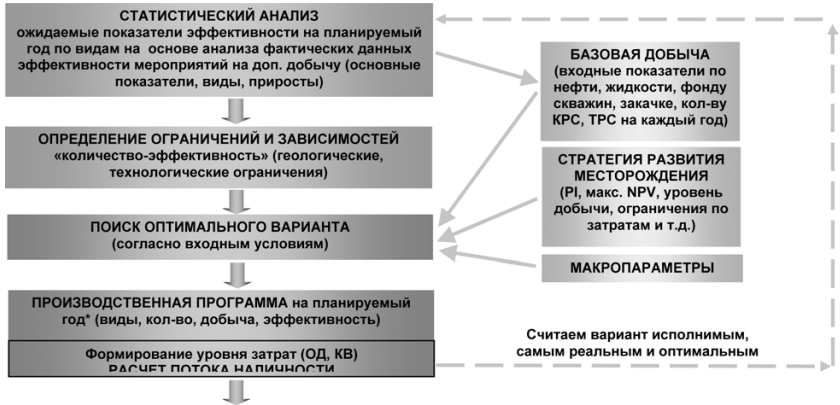 СТАТИСТИЧЕСКИЙ АНАЛИЗ
ожидаемые показатели эффективности на планируемый
год по видам на основе анализа фактических данных
эффективности мероприятий на доп. добычу (основные
показатели, виды, приросты)
ОПРЕДЕЛЕНИЕ ОГРАНИЧЕНИЙ И ЗАВИСИМОСТЕЙ
«количество-эффективность» (геологические,
технологические ограничения)
ПОИСК ОПТИМАЛЬНОГО ВАРИАНТА
(согласно входным условиям)
ПРОИЗВОДСТВЕННАЯ ПРОГРАММА на планируемый
год* (виды, кол-во, добыча, эффективность)
Формирование уровня затрат (ОД, КВ)
РАСЧЕТ ПОТОКА НАЛИЧНОСТИ
БАЗОВАЯ ДОБЫЧА
(входные показатели по
нефти, жидкости, фонду
скважин, закачке, кол-ву
КРС, ТРС на каждый год)
СТРАТЕГИЯ РАЗВИТИЯ
МЕСТОРОЖДЕНИЯ
(PI, макс. NPV, уровень
добычи, ограничения по
затратам и т.д.)
МАКРОПАРАМЕТРЫ
Считаем вариант исполнимым,
самым реальным и оптимальным